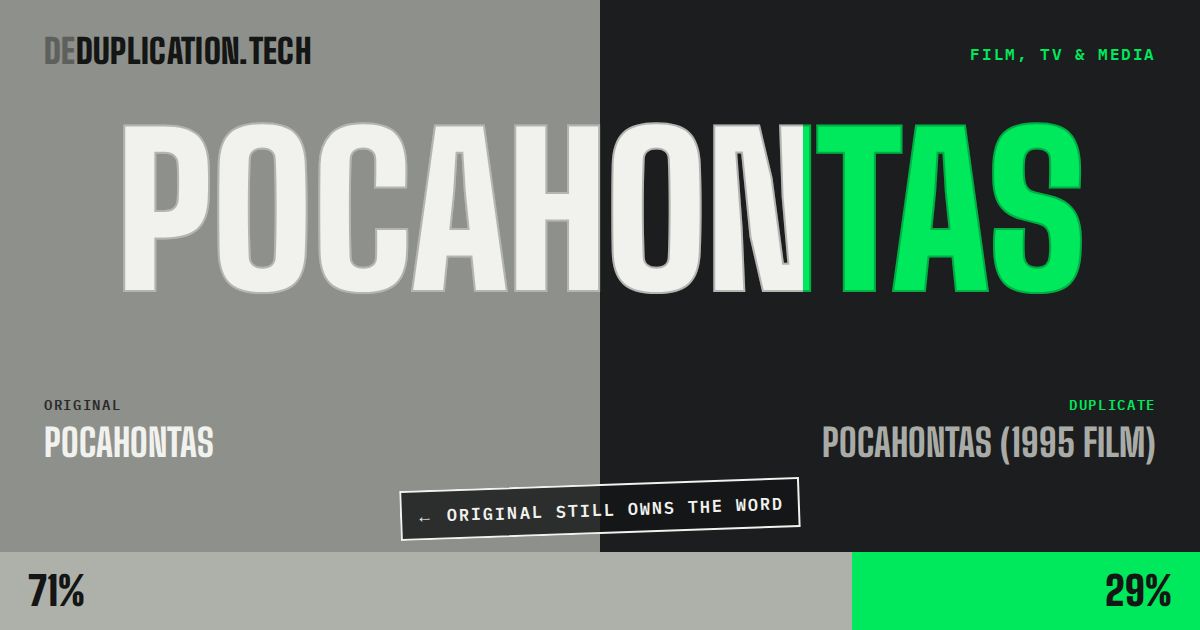 DEDUPLICATION.TECH
FILM, TV & MEDIA
POCAHONTAS
ORIGINAL
POCAHONTAS
DUPLICATE
POCAHONTAS (1995 FILM)
← ORIGINAL STILL OWNS THE WORD
71%
29%